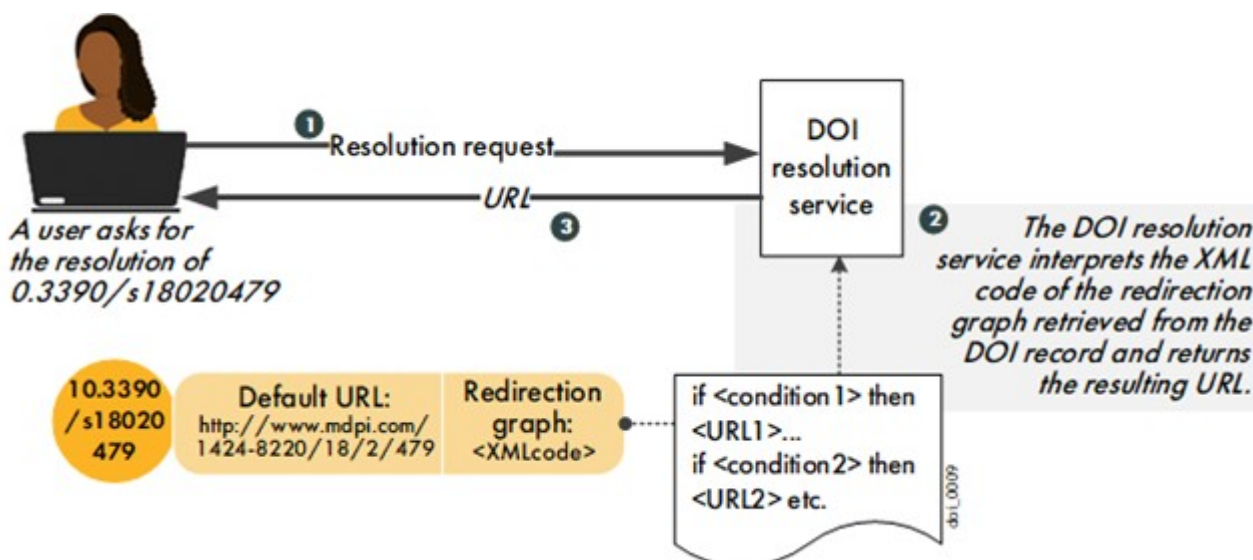 1
Resolution request
DOI
resolution
service
URL
3
A user asks for
the resolution of
0.3390/s18020479
2
The DOI resolution
service interprets the XML
code of the redirection
graph retrieved from the
DOI record and returns
the resulting URL.
10.3390
/s18020
479
Default URL:
http://www.mdpi.com/
1424-8220/18/2/479
Redirection
graph:
<XMLcode>
if <condition1> then
<URL1>...
if <condition2> then
<URL2> etc.
doi_0009